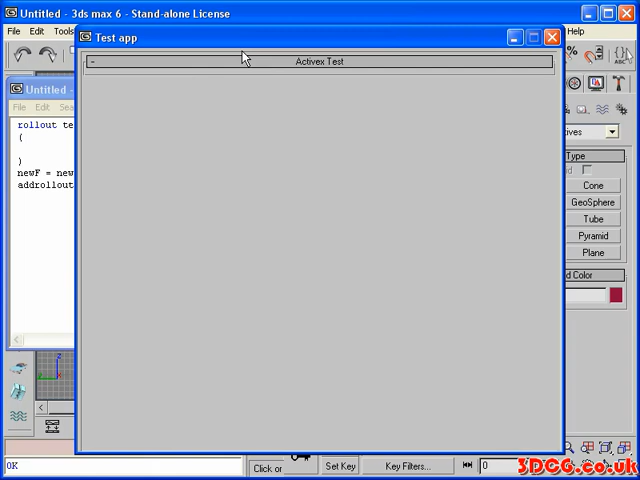 Untitled - 3ds max 6 - Stand-alone License
File Edit Tools Help
Test app
Untitled -
File Edit
- Activex Test
rollout te
(
)
newF = new
addrollout
Type
Cone
GeoSphere
Tube
Pyramid
Plane
d Color
OK
Click or
Set Key
Key Filters...
0
3DCG.co.uk